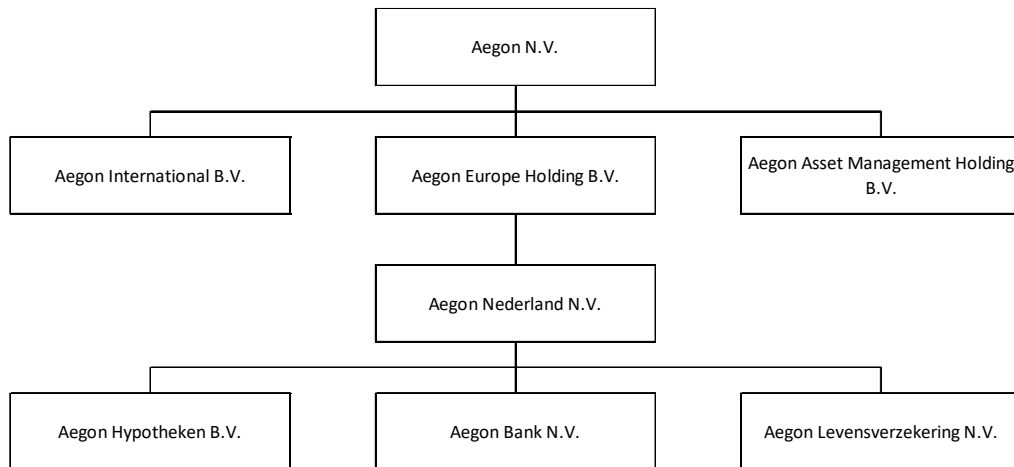 Aegon N.V.
Aegon International B.V.
Aegon Europe Holding B.V.
Aegon Asset Management Holding
B.V.
Aegon Nederland N.V.
Aegon Hypotheken B.V.
Aegon Bank N.V.
Aegon Levensverzekering N.V.